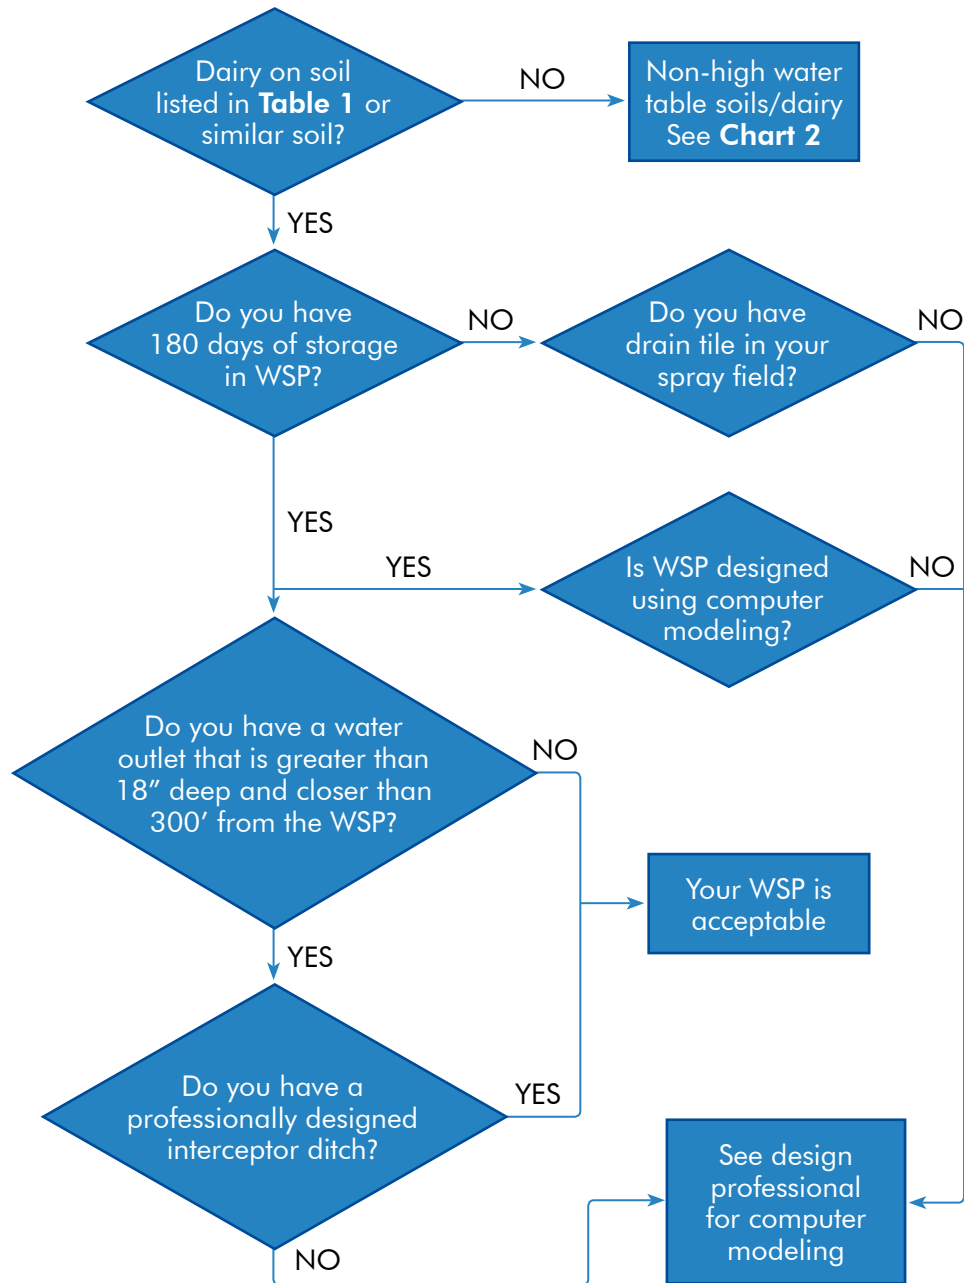 Dairy on soil
listed in Table 1 or
similar soil?
NO
Non-high water
table soils/dairy
See Chart 2
YES
Do you have
180 days of storage
in WSP?
NO
Do you have
drain tile in your
spray field?
NO
YES
YES
Is WSP designed
using computer
modeling?
NO
Do you have a water
outlet that is greater than
18” deep and closer than
300’ from the WSP?
NO
Your WSP is
acceptable
YES
Do you have a
professionally designed
interceptor ditch?
YES
See design
professional
for computer
modeling
NO